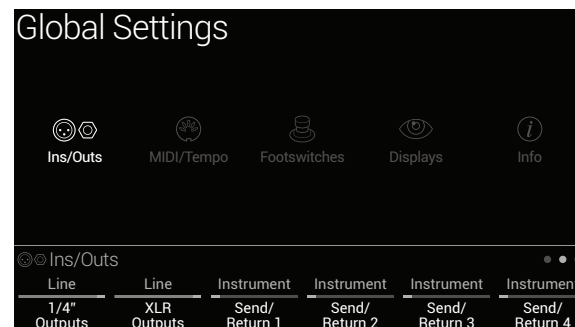 Global Settings
Ins/Outs MIDI/Tempo Footswitches Displays Info
Ins/Outs
Line Line Instrument Instrument Instrument Instrument
1/4" XLR Send/ Send/ Send/ Send/
Outputs Outputs Return 1 Return 2 Return 3 Return 4